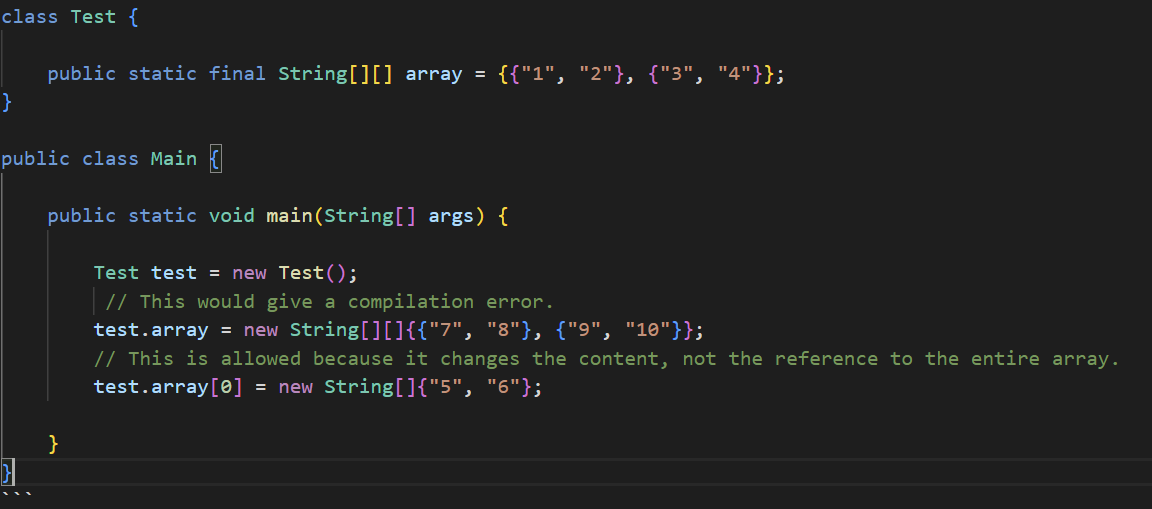 class Test {
public static final String[][] array = {{"1", "2"}, {"3", "4"}};
}
public class Main {
public static void main(String[] args) {
Test test = new Test();
// This would give a compilation error.
test.array = new String[][]{{"7", "8"}, {"9", "10"}};
// This is allowed because it changes the content, not the reference to the entire array.
test.array[0] = new String[]{"5", "6"};
}
}
```